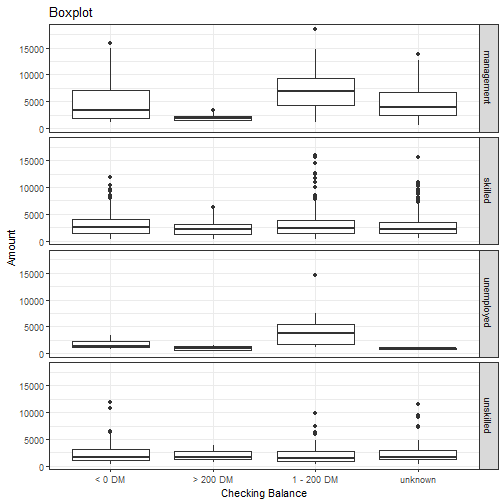 Boxplot
Amount
15000
10000
5000
0
management
15000
10000
5000
0
skilled
15000
10000
5000
0
unemployed
15000
10000
5000
0
unskilled
< 0 DM
> 200 DM
1 - 200 DM
unknown
Checking Balance